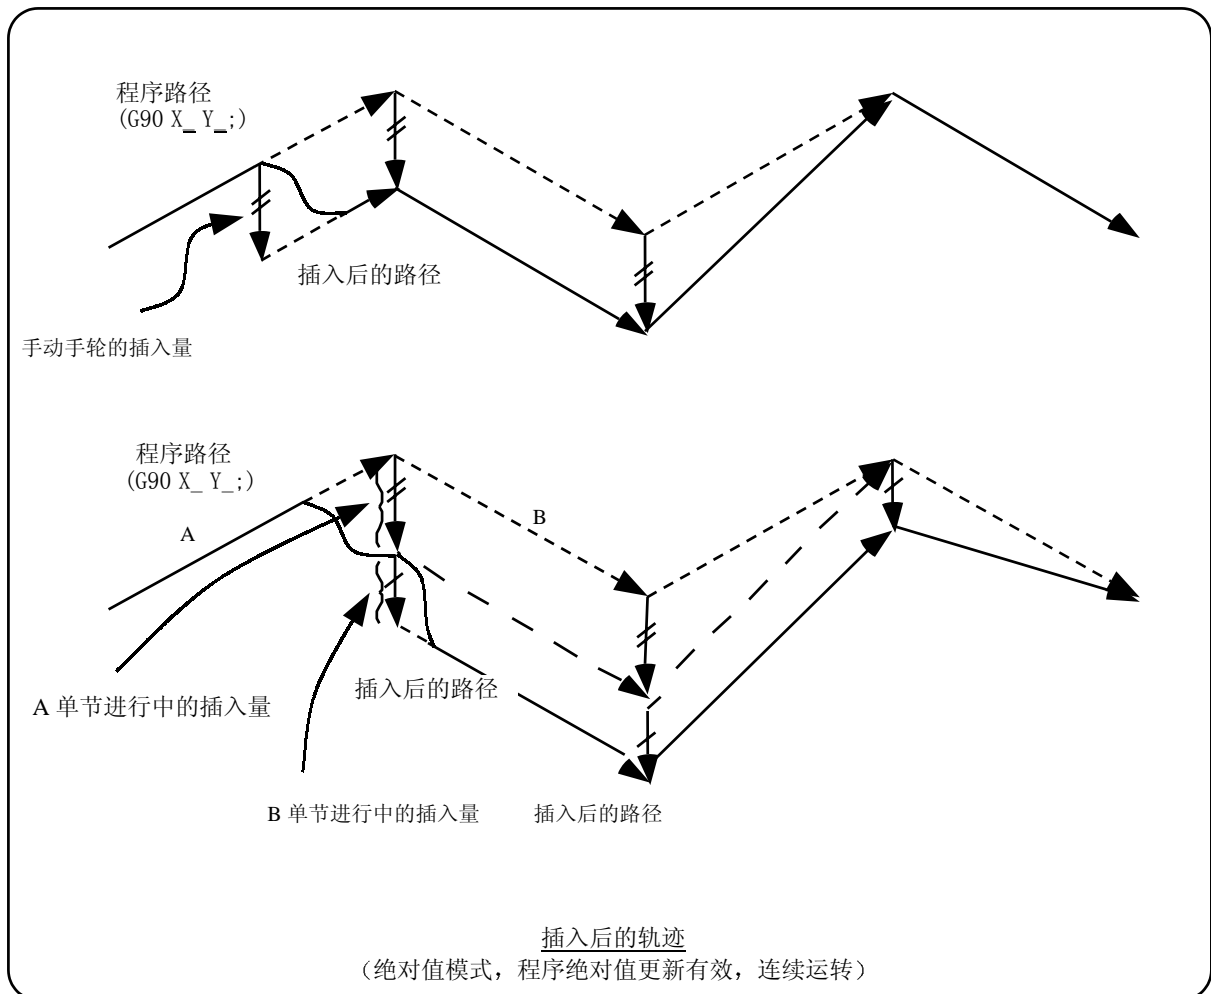 程序路径
(G90 X_ Y_;)
插入后的路径
手动手轮的插入量
程序路径
(G90 X_ Y_;)
A
B
插入后的路径
A 单节进行中的插入量
B 单节进行中的插入量
插入后的路径
插入后的轨迹
（绝对值模式，程序绝对值更新有效，连续运转）